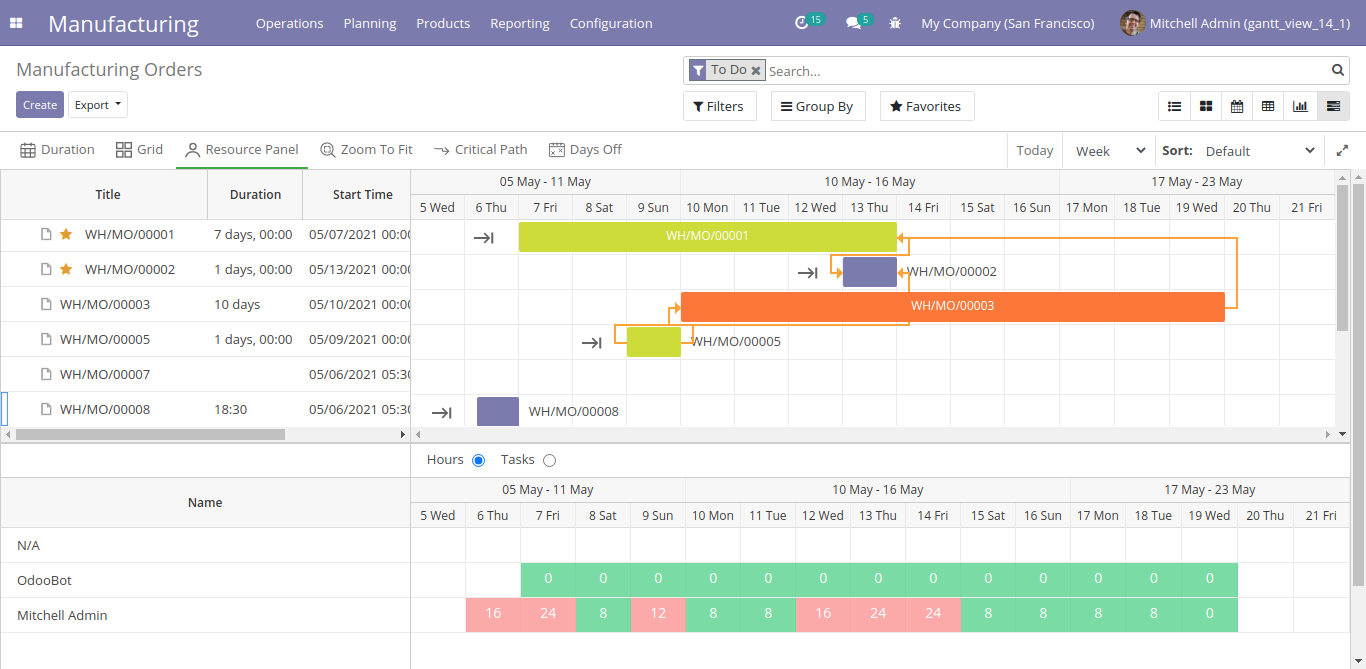 Manufacturing Operations Planning Products Reporting Configuration 15 5 My Company (San Francisco) Mitchell Admin (gantt_view_14_1)
Manufacturing Orders To Do Search...
Create Export Filters Group By Favorites
Duration Grid Resource Panel Zoom To Fit Critical Path Days Off Today Week Sort: Default
Title Duration Start Time 05 May - 11 May 10 May - 16 May 17 May - 23 May
5 Wed 6 Thu 7 Fri 8 Sat 9 Sun 10 Mon 11 Tue 12 Wed 13 Thu 14 Fri 15 Sat 16 Sun 17 Mon 18 Tue 19 Wed 20 Thu 21 Fri
WH/MO/00001 7 days, 00:00 05/07/2021 00:00 WH/MO/00001
WH/MO/00002 1 days, 00:00 05/13/2021 00:00 WH/MO/00002
WH/MO/00003 10 days 05/10/2021 00:00 WH/MO/00003
WH/MO/00005 1 days, 00:00 05/09/2021 00:00 WH/MO/00005
WH/MO/00007 05/06/2021 05:30
WH/MO/00008 18:30 05/06/2021 05:30 WH/MO/00008
Hours Tasks
Name 05 May - 11 May 10 May - 16 May 17 May - 23 May
5 Wed 6 Thu 7 Fri 8 Sat 9 Sun 10 Mon 11 Tue 12 Wed 13 Thu 14 Fri 15 Sat 16 Sun 17 Mon 18 Tue 19 Wed 20 Thu 21 Fri
N/A
OdooBot 0 0 0 0 0 0 0 0 0 0 0 0 0
Mitchell Admin 16 24 8 12 8 8 16 24 24 8 8 8 8 0